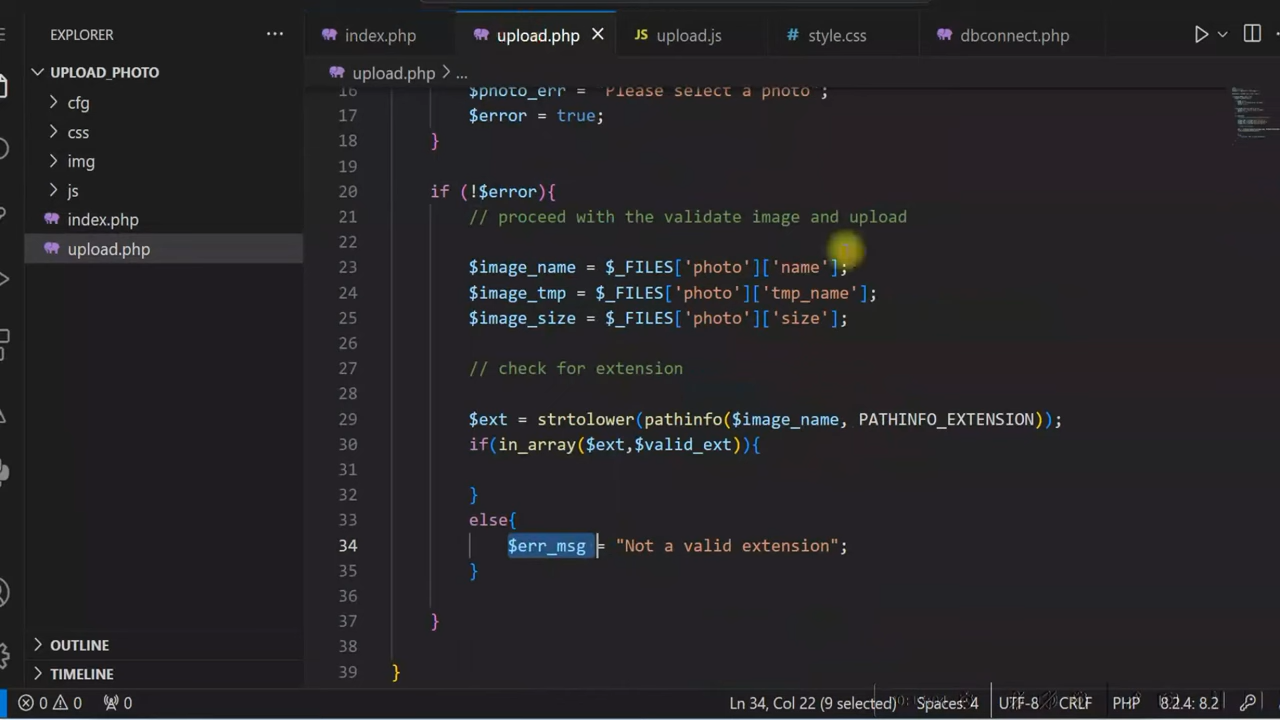 EXPLORER
index.php
upload.php
JS upload.js
# style.css
dbconnect.php
UPLOAD_PHOTO
upload.php > ...
cfg
css
img
js
index.php
upload.php
OUTLINE
TIMELINE
16 $photo_err = "Please select a photo";
17 $error = true;
18 }
19
20 if (!$error){
21 // proceed with the validate image and upload
22
23 $image_name = $_FILES['photo']['name'];
24 $image_tmp = $_FILES['photo']['tmp_name'];
25 $image_size = $_FILES['photo']['size'];
26
27 // check for extension
28
29 $ext = strtolower(pathinfo($image_name, PATHINFO_EXTENSION));
30 if(in_array($ext,$valid_ext)){
31
32 }
33 else{
34 $err_msg = "Not a valid extension";
35 }
36
37 }
38
39 }
0 0 0
Ln 34, Col 22 (9 selected)
Spaces: 4
UTF-8
CRLF
PHP
8.2.4: 8.2